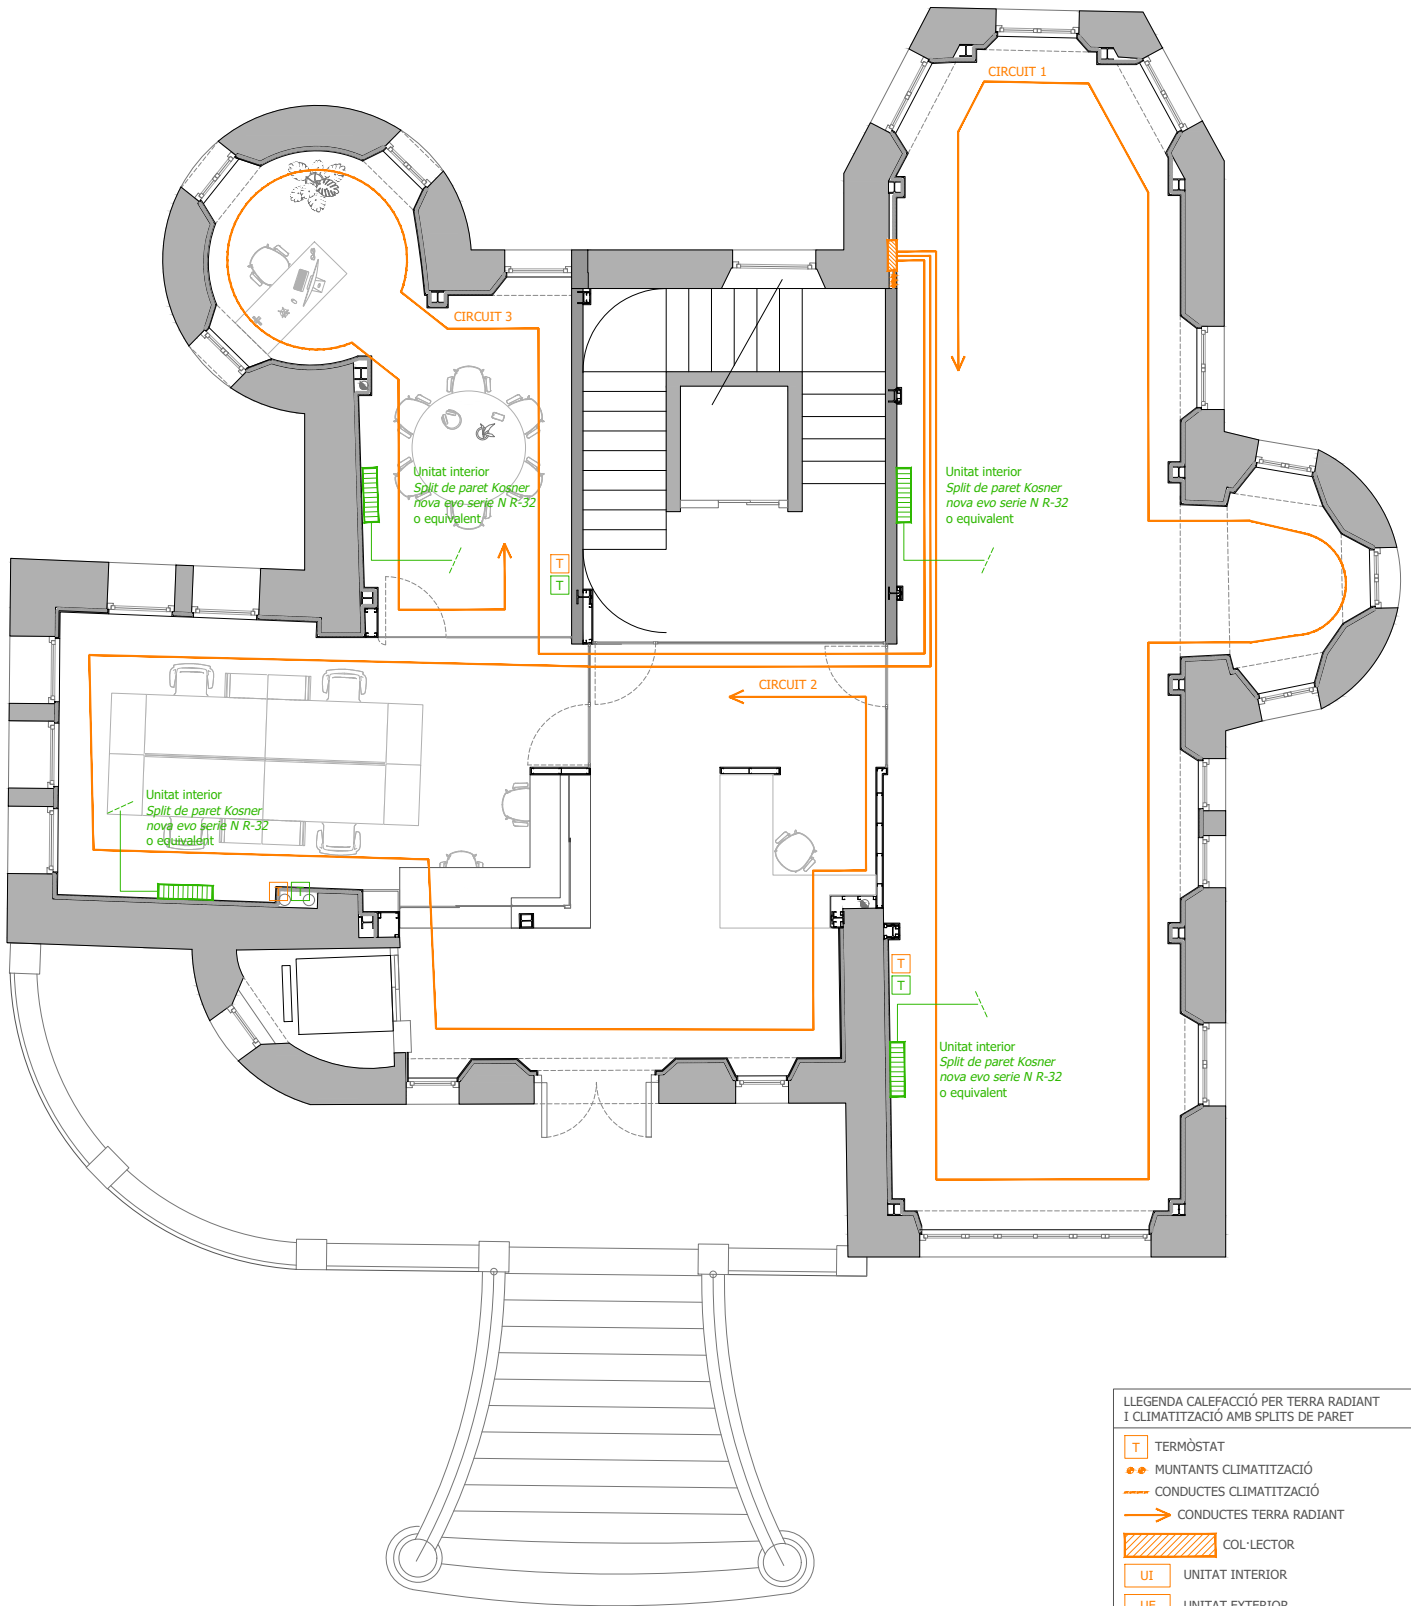 CIRCUIT 1
CIRCUIT 3
Unitat interior
Split de paret Kosner
nova evo serie N R-32
o equivalent
Unitat interior
Split de paret Kosner
nova evo serie N R-32
o equivalent
T
T
CIRCUIT 2
Unitat interior
Split de paret Kosner
nova evo serie N R-32
o equivalent
T
T
T
Unitat interior
Split de paret Kosner
nova evo serie N R-32
o equivalent
LLEGENDA CALEFACCIÓ PER TERRA RADIANT
I CLIMATITZACIÓ AMB SPLITS DE PARET
T TERMÒSTAT
MUNTANTS CLIMATITZACIÓ
CONDUCTES CLIMATITZACIÓ
CONDUCTES TERRA RADIANT
COL·LECTOR
UI UNITAT INTERIOR
UE UNITAT EXTERIOR